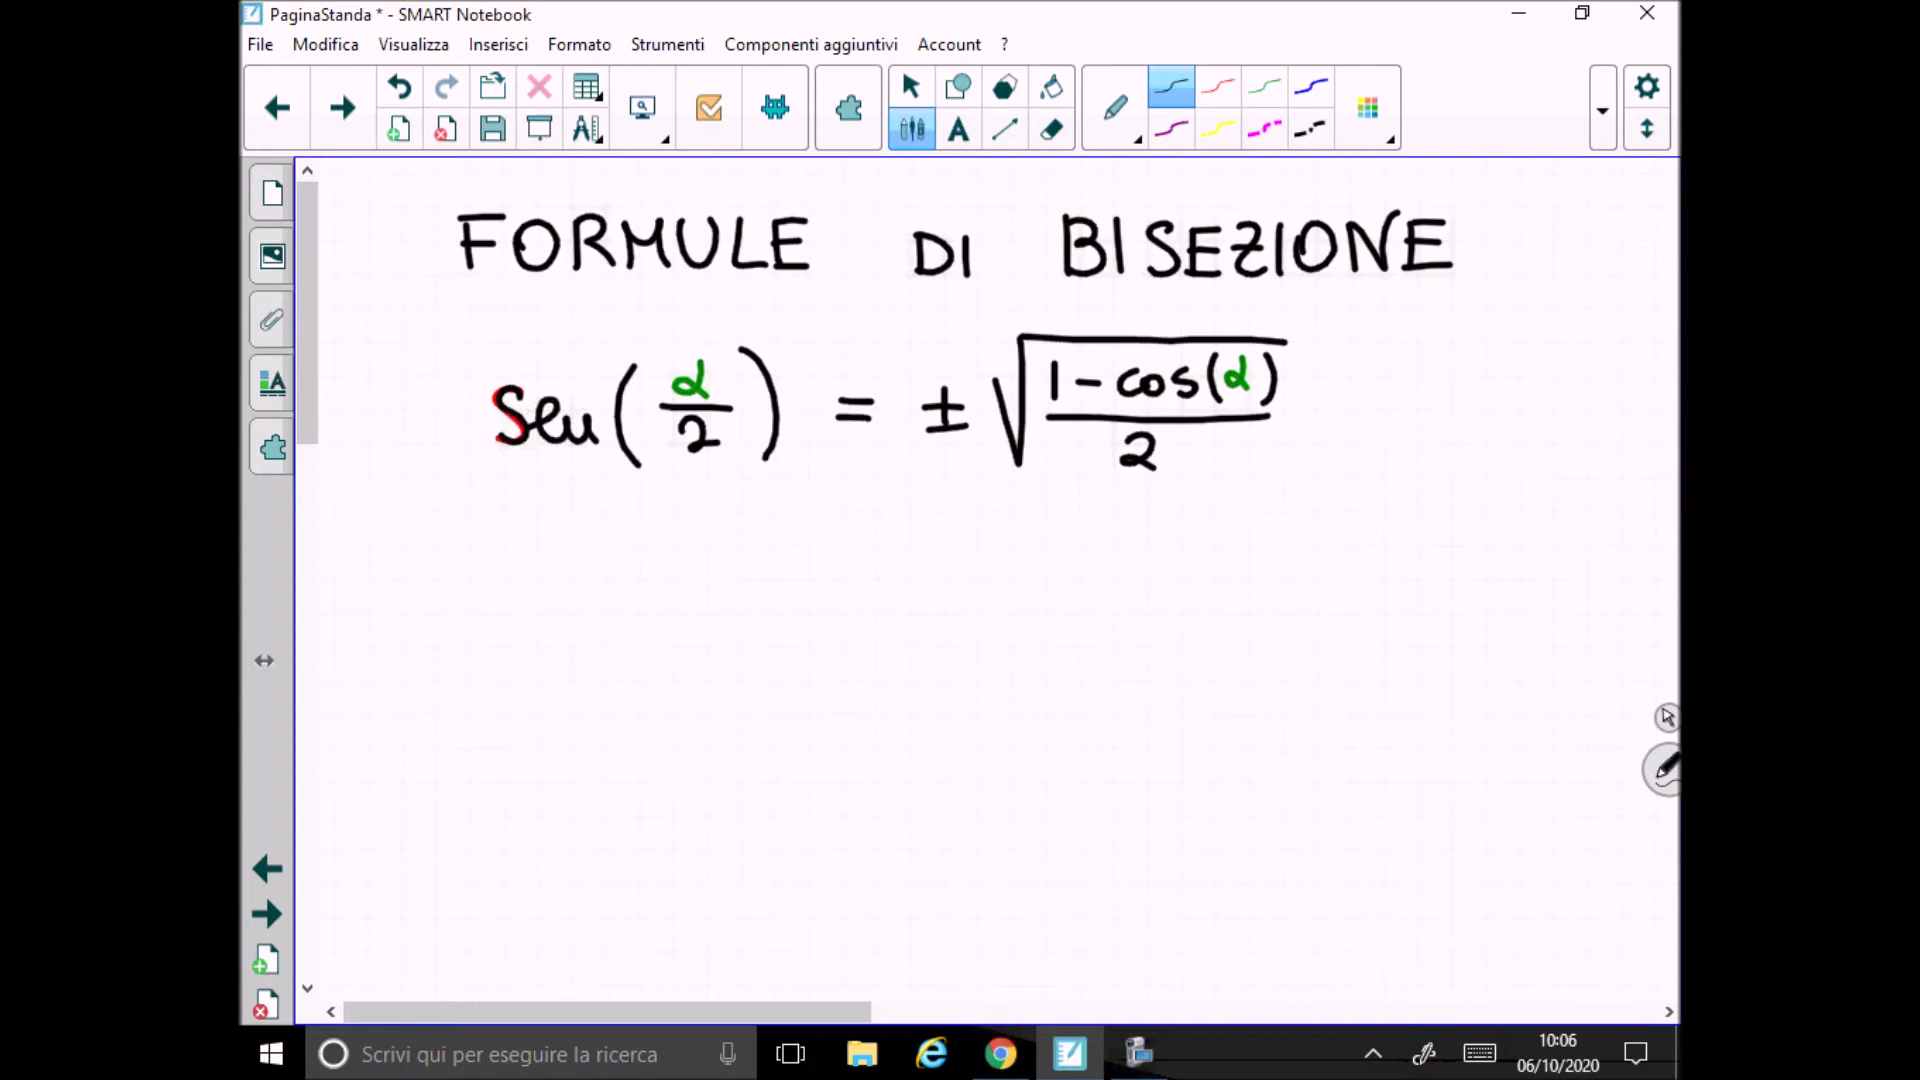 PaginaStanda * - SMART Notebook
File Modifica Visualizza Inserisci Formato Strumenti Componenti aggiuntivi Account ?
FORMULE DI BISEZIONE
Sen(α/2) = ±√((1-cos(α))/2)
Scrivi qui per eseguire la ricerca
10:06
06/10/2020